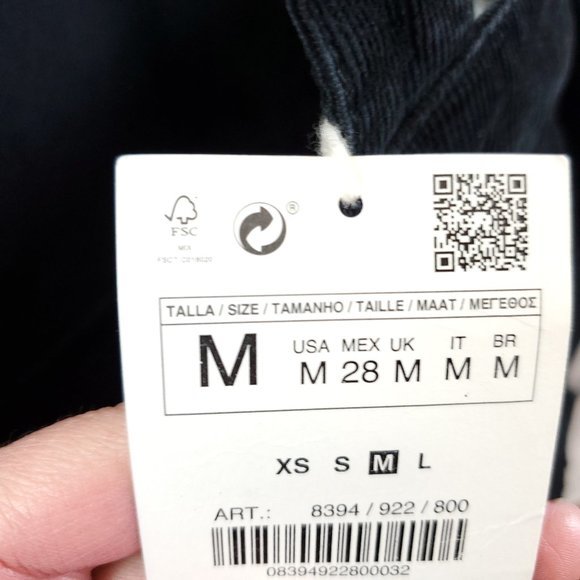 ®
FSC
MIX
TALLA / SIZE / TAMANHO / TAILLE / MAAT / ΜΕΓΕΘΟΣ
M
USA MEX UK IT BR
M 28 M M M
XS S M L
ART.: 8394 / 922 / 800
08394922800032